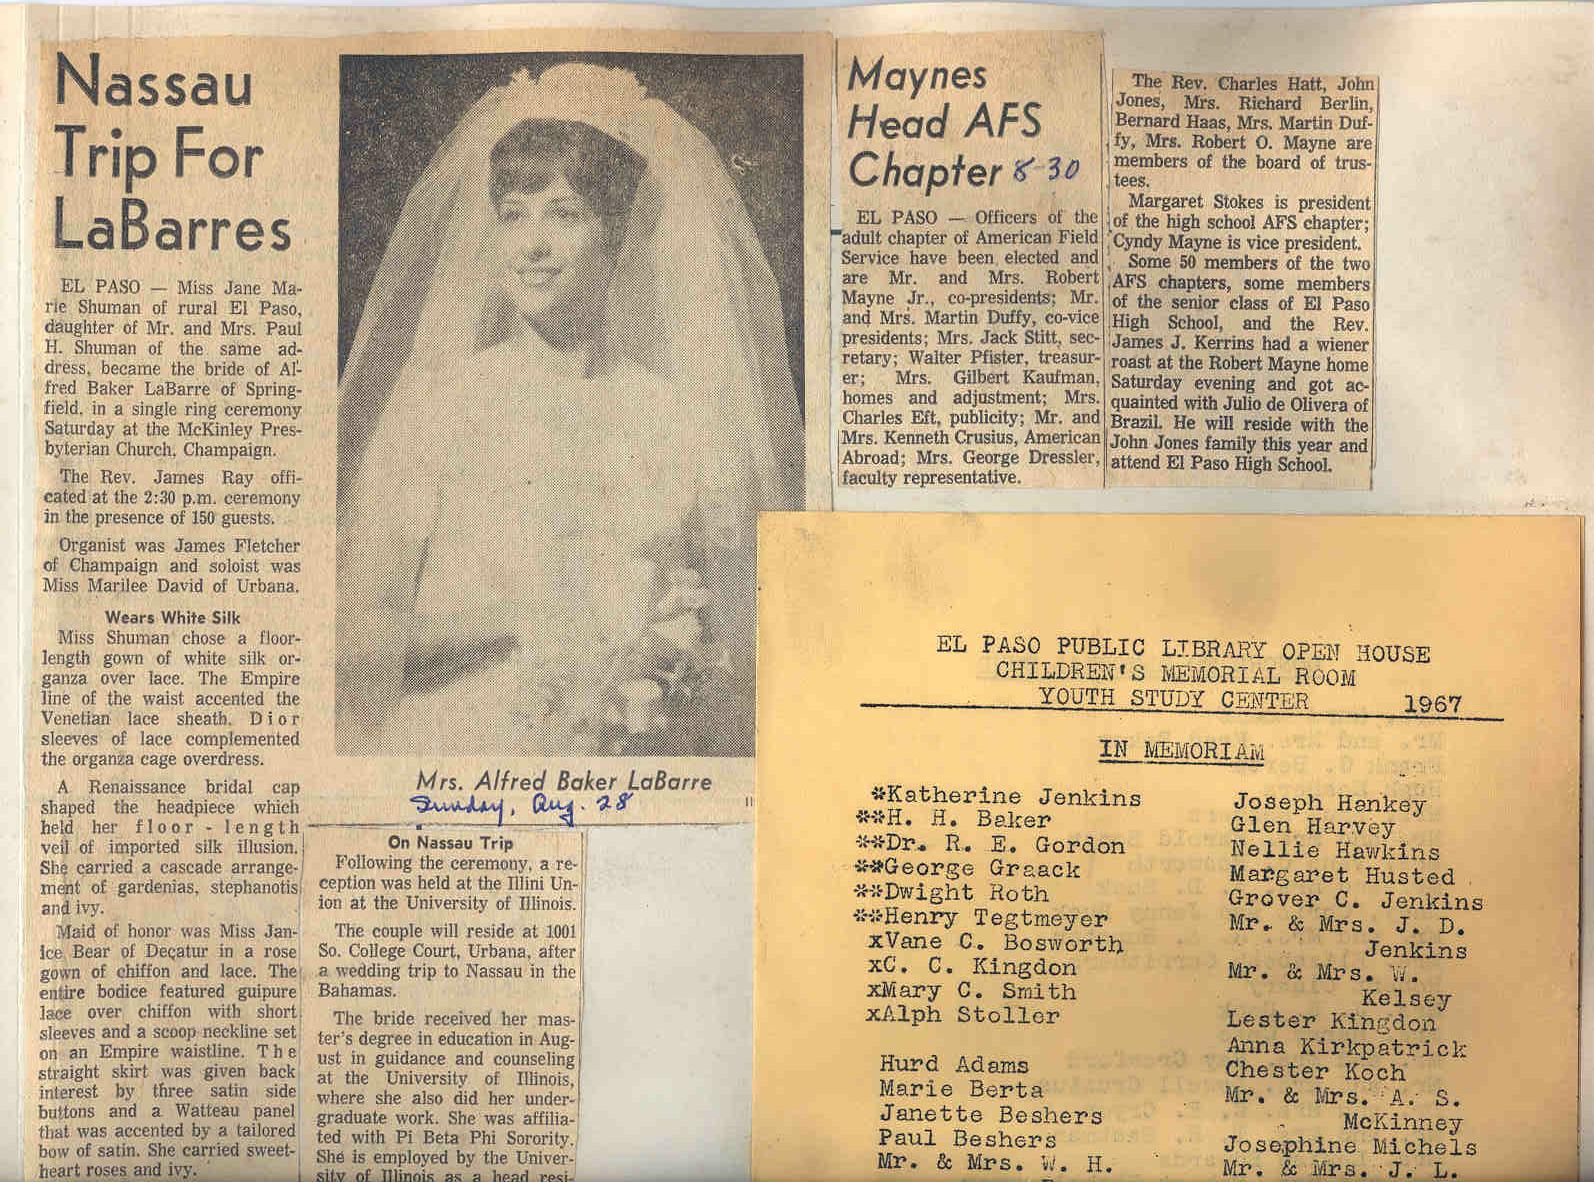 Nassau
Trip For
LaBarres
EL PASO — Miss Jane Ma-
rie Shuman of rural El Paso,
daughter of Mr. and Mrs. Paul
H. Shuman of the same ad-
dress, became the bride of Al-
fred Baker LaBarre of Spring-
field, in a single ring ceremony
Saturday at the McKinley Pres-
byterian Church, Champaign.
The Rev. James Ray offi-
cated at the 2:30 p.m. ceremony
in the presence of 150 guests.
Organist was James Fletcher
of Champaign and soloist was
Miss Marilee David of Urbana.
Wears White Silk
Miss Shuman chose a floor-
length gown of white silk or-
ganza over lace. The Empire
line of the waist accented the
Venetian lace sheath. Dior
sleeves of lace complemented
the organza cage overdress.
A Renaissance bridal cap
shaped the headpiece which
held her floor-length
veil of imported silk illusion.
She carried a cascade arrange-
ment of gardenias, stephanotis
and ivy.
Maid of honor was Miss Jan-
ice Bear of Decatur in a rose
gown of chiffon and lace. The
entire bodice featured guipure
lace over chiffon with short
sleeves and a scoop neckline set
on an Empire waistline. The
straight skirt was given back
interest by three satin side
buttons and a Watteau panel
that was accented by a tailored
bow of satin. She carried sweet-
heart roses and ivy.
Mrs. Alfred Baker LaBarre
Sunday, Aug. 28
On Nassau Trip
Following the ceremony, a re-
ception was held at the Illini Un-
ion at the University of Illinois.
The couple will reside at 1001
So. College Court, Urbana, after
a wedding trip to Nassau in the
Bahamas.
The bride received her mas-
ter's degree in education in Aug-
ust in guidance and counseling
at the University of Illinois,
where she also did her under-
graduate work. She was affilia-
ted with Pi Beta Phi Sorority.
She is employed by the Univer-
sity of Illinois as a head resi-
Maynes
Head AFS
Chapter 8-30
EL PASO — Officers of the
adult chapter of American Field
Service have been elected and
are Mr. and Mrs. Robert
Mayne Jr., co-presidents; Mr.
and Mrs. Martin Duffy, co-vice
presidents; Mrs. Jack Stitt, sec-
retary; Walter Pfister, treasur-
er; Mrs. Gilbert Kaufman,
homes and adjustment; Mrs.
Charles Eft, publicity; Mr. and
Mrs. Kenneth Crusius, American
Abroad; Mrs. George Dressler,
faculty representative.
The Rev. Charles Hatt, John
Jones, Mrs. Richard Berlin,
Bernard Haas, Mrs. Martin Duf-
fy, Mrs. Robert O. Mayne are
members of the board of trus-
tees.
Margaret Stokes is president
of the high school AFS chapter;
Cyndy Mayne is vice president.
Some 50 members of the two
AFS chapters, some members
of the senior class of El Paso
High School, and the Rev.
James J. Kerrins had a wiener
roast at the Robert Mayne home
Saturday evening and got ac-
quainted with Julio de Olivera of
Brazil. He will reside with the
John Jones family this year and
attend El Paso High School.
EL PASO PUBLIC LIBRARY OPEN HOUSE
CHILDREN'S MEMORIAL ROOM
YOUTH STUDY CENTER 1967
IN MEMORIAM
*Katherine Jenkins
**H. H. Baker
**Dr. R. E. Gordon
**George Graack
**Dwight Roth
**Henry Tegtmeyer
xVane C. Bosworth
xC. C. Kingdon
xMary C. Smith
xAlph Stoller
Hurd Adams
Marie Berta
Janette Beshers
Paul Beshers
Mr. & Mrs. W. H.
Joseph Hankey
Glen Harvey
Nellie Hawkins
Margaret Husted
Grover C. Jenkins
Mr. & Mrs. J. D.
Jenkins
Mr. & Mrs. W.
Kelsey
Lester Kingdon
Anna Kirkpatrick
Chester Koch
Mr. & Mrs. A. S.
McKinney
Josephine Michels
Mr. & Mrs. J. L.